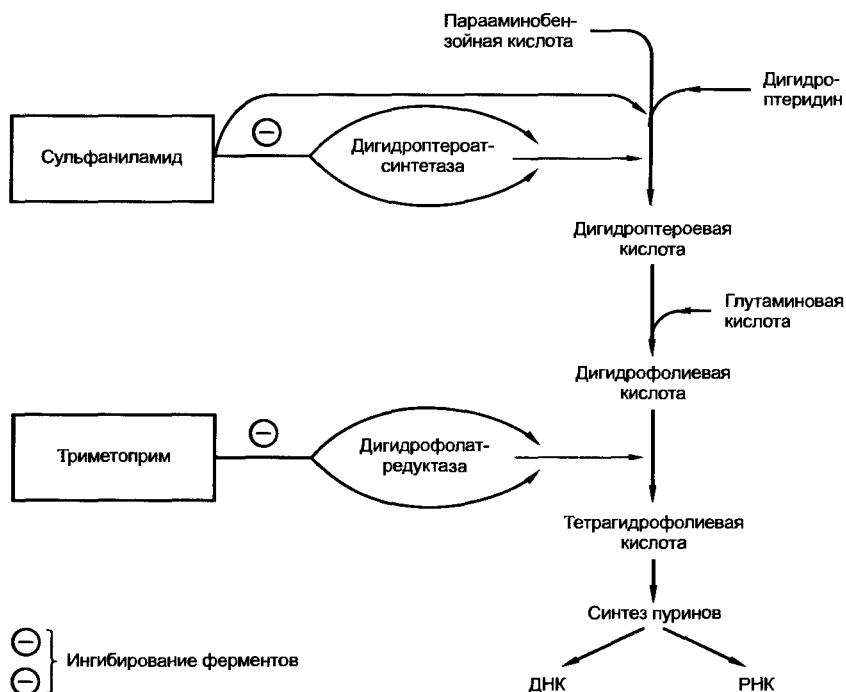 Парааминобен-
зойная кислота
Дигидро-
птеридин
Сульфаниламид
Дигидроптероат-
синтетаза
Дигидроптероевая
кислота
Глутаминовая
кислота
Дигидрофолиевая
кислота
Триметоприм
Дигидрофолат-
редуктаза
Тетрагидрофолиевая
кислота
Синтез пуринов
Ингибирование ферментов
ДНК
РНК